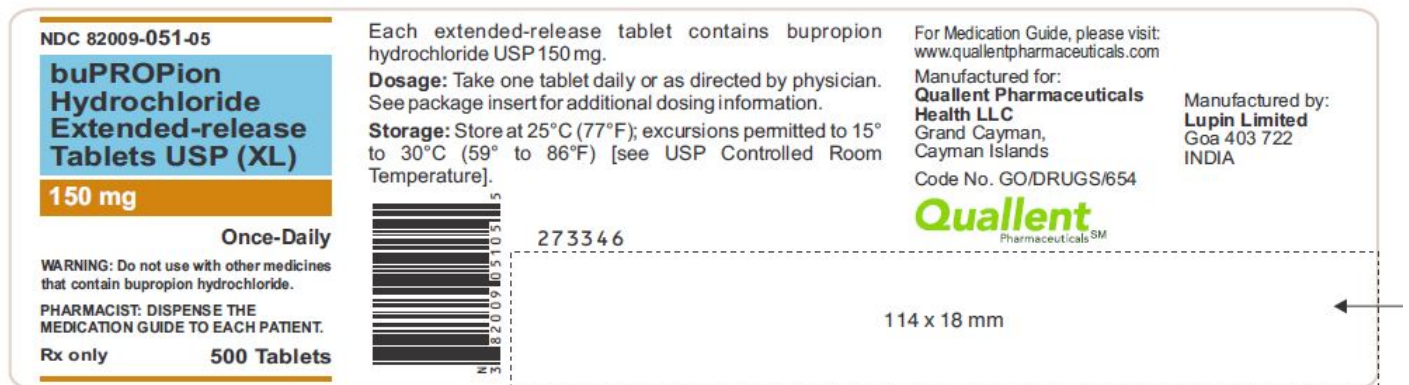 NDC 82009-051-05
buPROPion
Hydrochloride
Extended-release
Tablets USP (XL)
150 mg
Once-Daily
WARNING: Do not use with other medicines
that contain bupropion hydrochloride.
PHARMACIST: DISPENSE THE
MEDICATION GUIDE TO EACH PATIENT.
Rx only 500 Tablets
Each extended-release tablet contains bupropion
hydrochloride USP 150 mg.
Dosage: Take one tablet daily or as directed by physician.
See package insert for additional dosing information.
Storage: Store at 25°C (77°F); excursions permitted to 15°
to 30°C (59° to 86°F) [see USP Controlled Room
Temperature].
N
3 82009 05105 5
273346
114 x 18 mm
For Medication Guide, please visit:
www.quallentpharmaceuticals.com
Manufactured for:
Quallent Pharmaceuticals
Health LLC
Grand Cayman,
Cayman Islands
Code No. GO/DRUGS/654
Quallent
Pharmaceuticals SM
Manufactured by:
Lupin Limited
Goa 403 722
INDIA